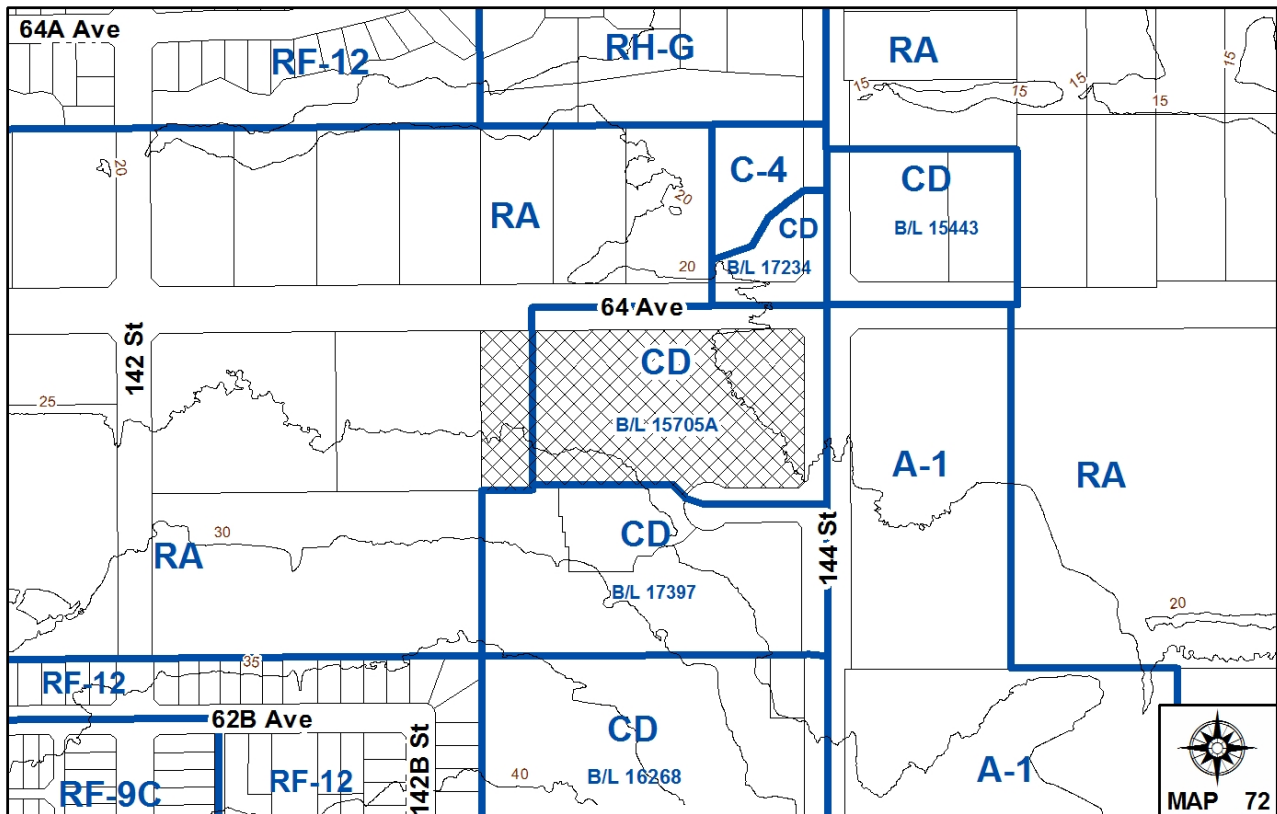 64A Ave
RF-12
RH-G
RA
15
15
15
15
15
C-4
CD
20
RA
20
CD
B/L 15443
20
B/L 17234
64 Ave
142 St
CD
25
B/L 15705A
A-1
RA
30
RA
CD
144 St
B/L 17397
20
35
RF-12
62B Ave
CD
142B St
RF-9C
RF-12
40
B/L 16268
A-1
MAP 72